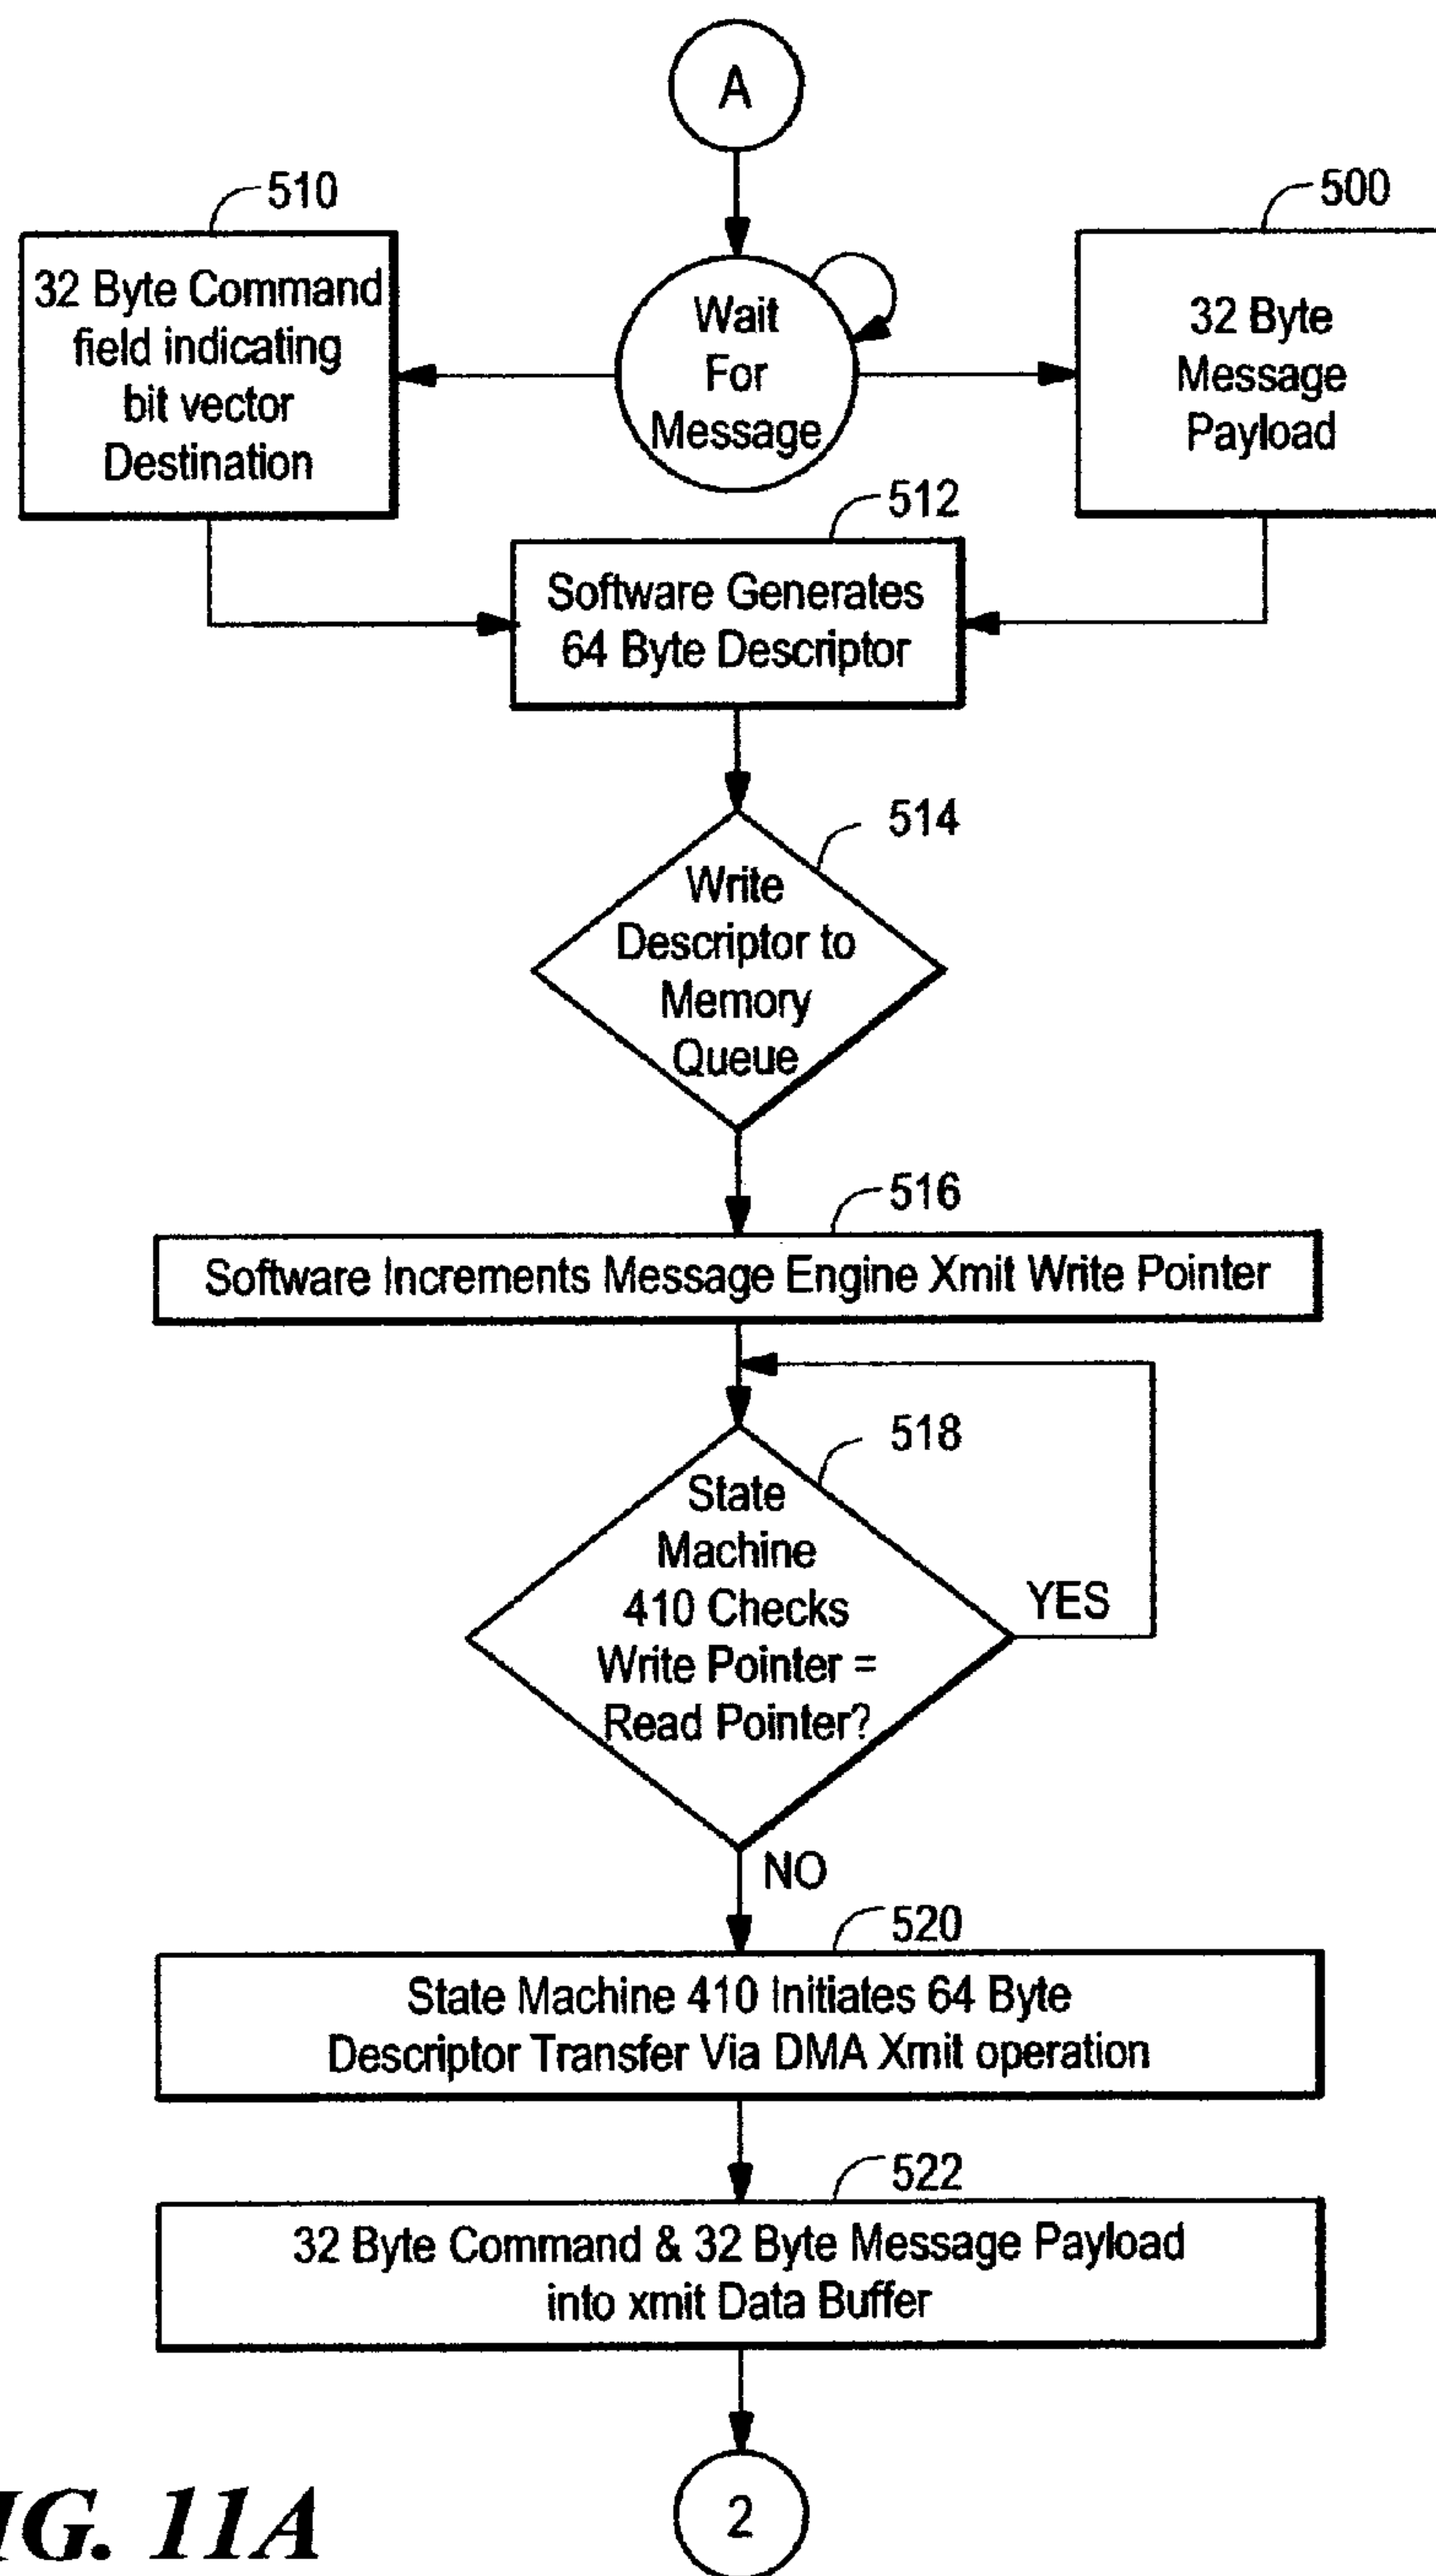 A
510
500
32 Byte Command
field indicating
bit vector
Destination
Wait
For
Message
32 Byte
Message
Payload
512
Software Generates
64 Byte Descriptor
514
Write
Descriptor to
Memory
Queue
516
Software Increments Message Engine Xmit Write Pointer
518
State
Machine
410 Checks
Write Pointer =
Read Pointer?
YES
NO
520
State Machine 410 Initiates 64 Byte
Descriptor Transfer Via DMA Xmit operation
522
32 Byte Command & 32 Byte Message Payload
into xmit Data Buffer
2
IG. 11A